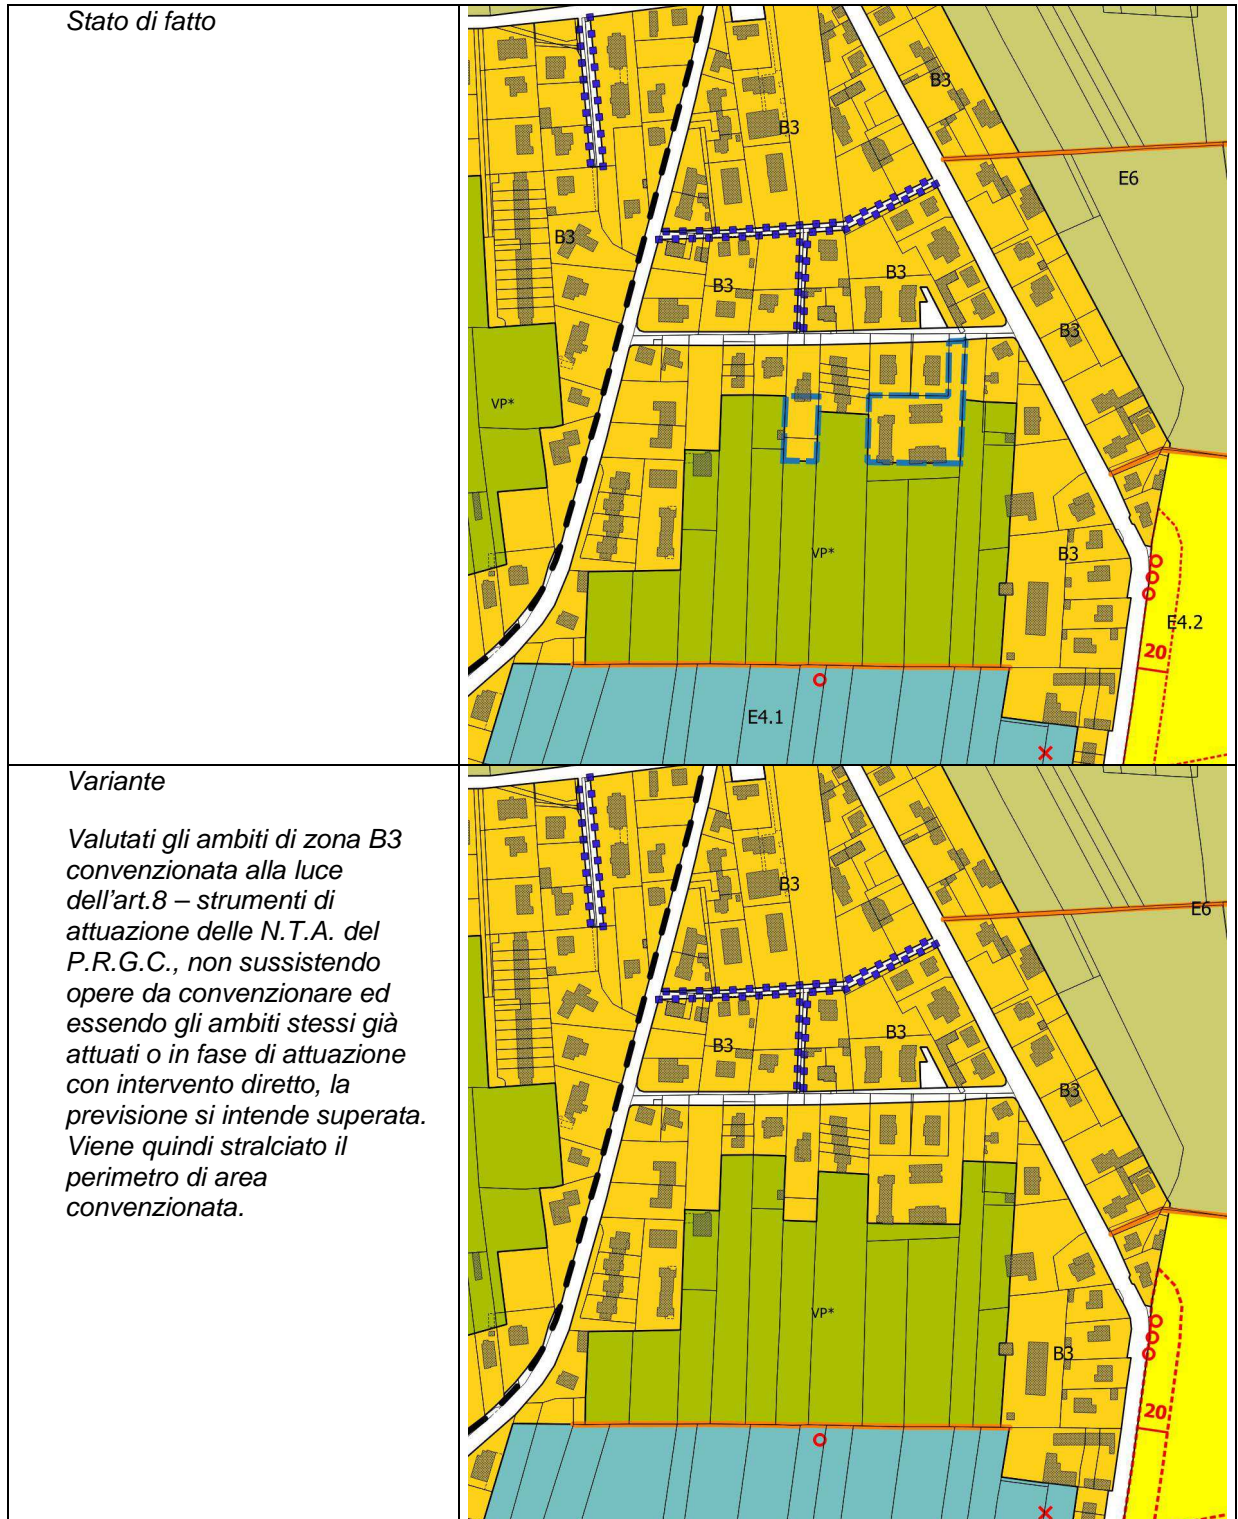 Stato di fatto
B3
B3
E6
B3
B3
B3
B3
VP*
VP*
B3
E4.2
20
E4.1
Variante
Valutati gli ambiti di zona B3
convenzionata alla luce
dell'art.8 – strumenti di
attuazione delle N.T.A. del
P.R.G.C., non sussistendo
opere da convenzionare ed
essendo gli ambiti stessi già
attuati o in fase di attuazione
con intervento diretto, la
previsione si intende superata.
Viene quindi stralciato il
perimetro di area
convenzionata.
B3
E6
B3
B3
B3
VP*
B3
20